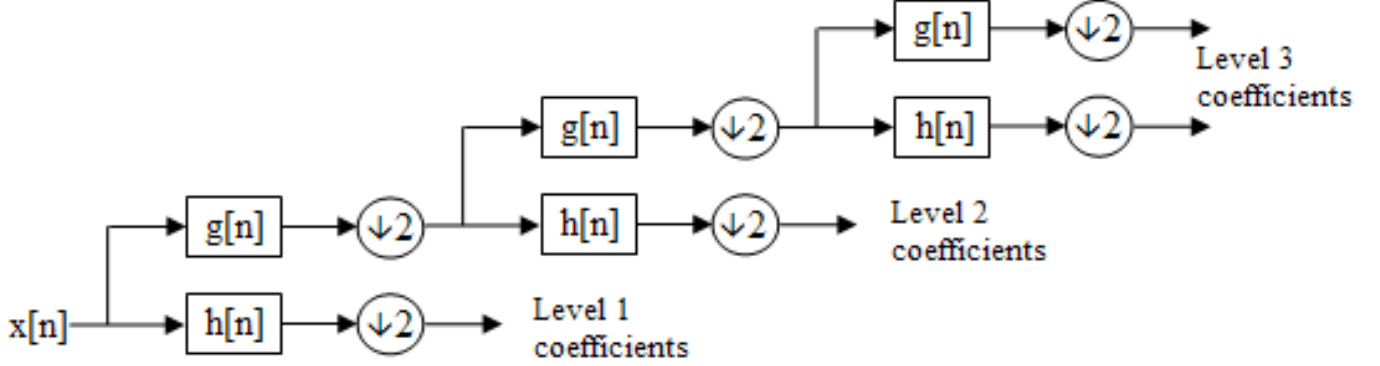 g[n] ↓2
Level 3
coefficients
g[n] ↓2 h[n] ↓2
g[n] ↓2 h[n] ↓2
Level 2
coefficients
x[n] h[n] ↓2
Level 1
coefficients